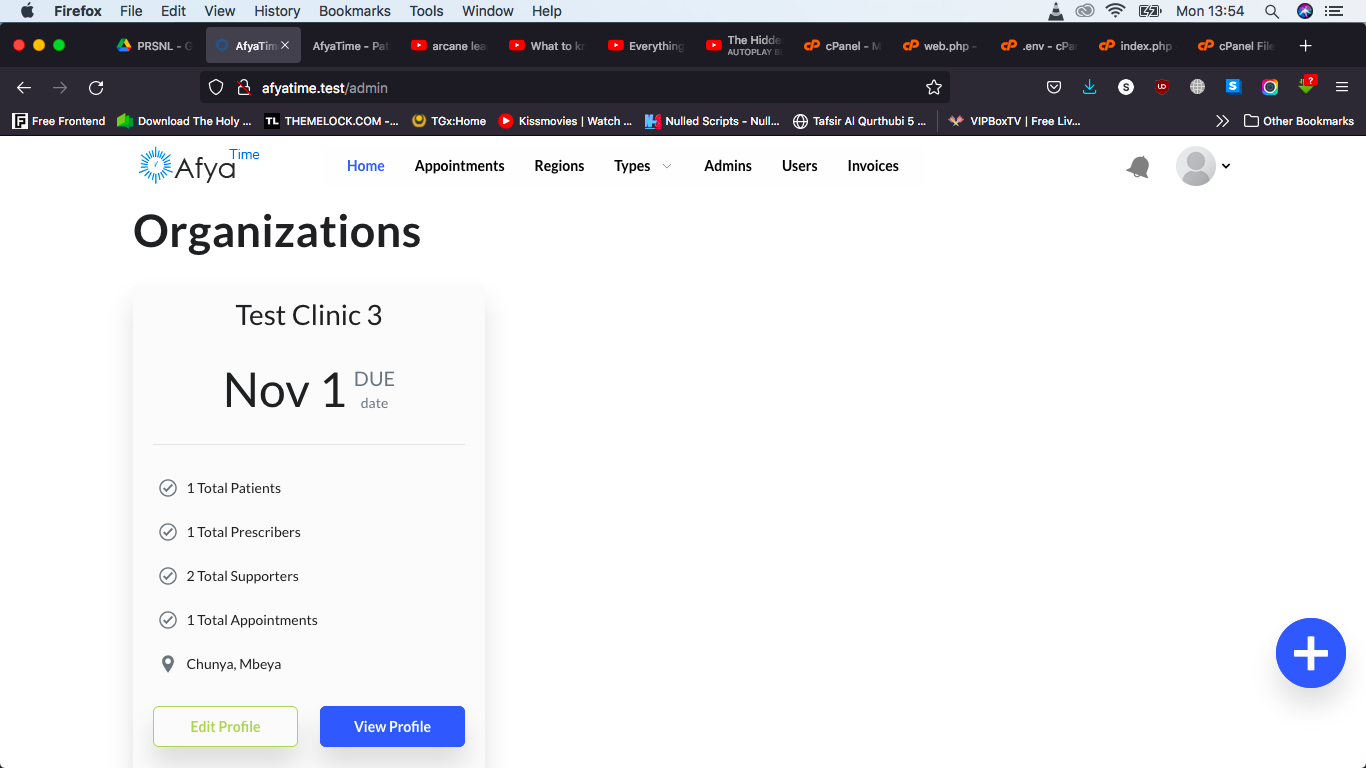 Firefox File Edit View History Bookmarks Tools Window Help Mon 13:54
PRSNL - G AfyaTim AfyaTime - Pat arcane lea What to kn Everything The Hidde cPanel - M web.php - .env - cPa index.php cPanel File
AUTOPLAY B
afyatime.test/admin
Free Frontend Download The Holy ... THEMELOCK.COM -... TGx:Home Kissmovies | Watch ... Nulled Scripts - Null... Tafsir Al Qurthubi 5 ... VIPBoxTV | Free Liv... Other Bookmarks
Afya Time
Home Appointments Regions Types Admins Users Invoices
Organizations
Test Clinic 3
Nov 1 DUE
date
1 Total Patients
1 Total Prescribers
2 Total Supporters
1 Total Appointments
Chunya, Mbeya
Edit Profile View Profile